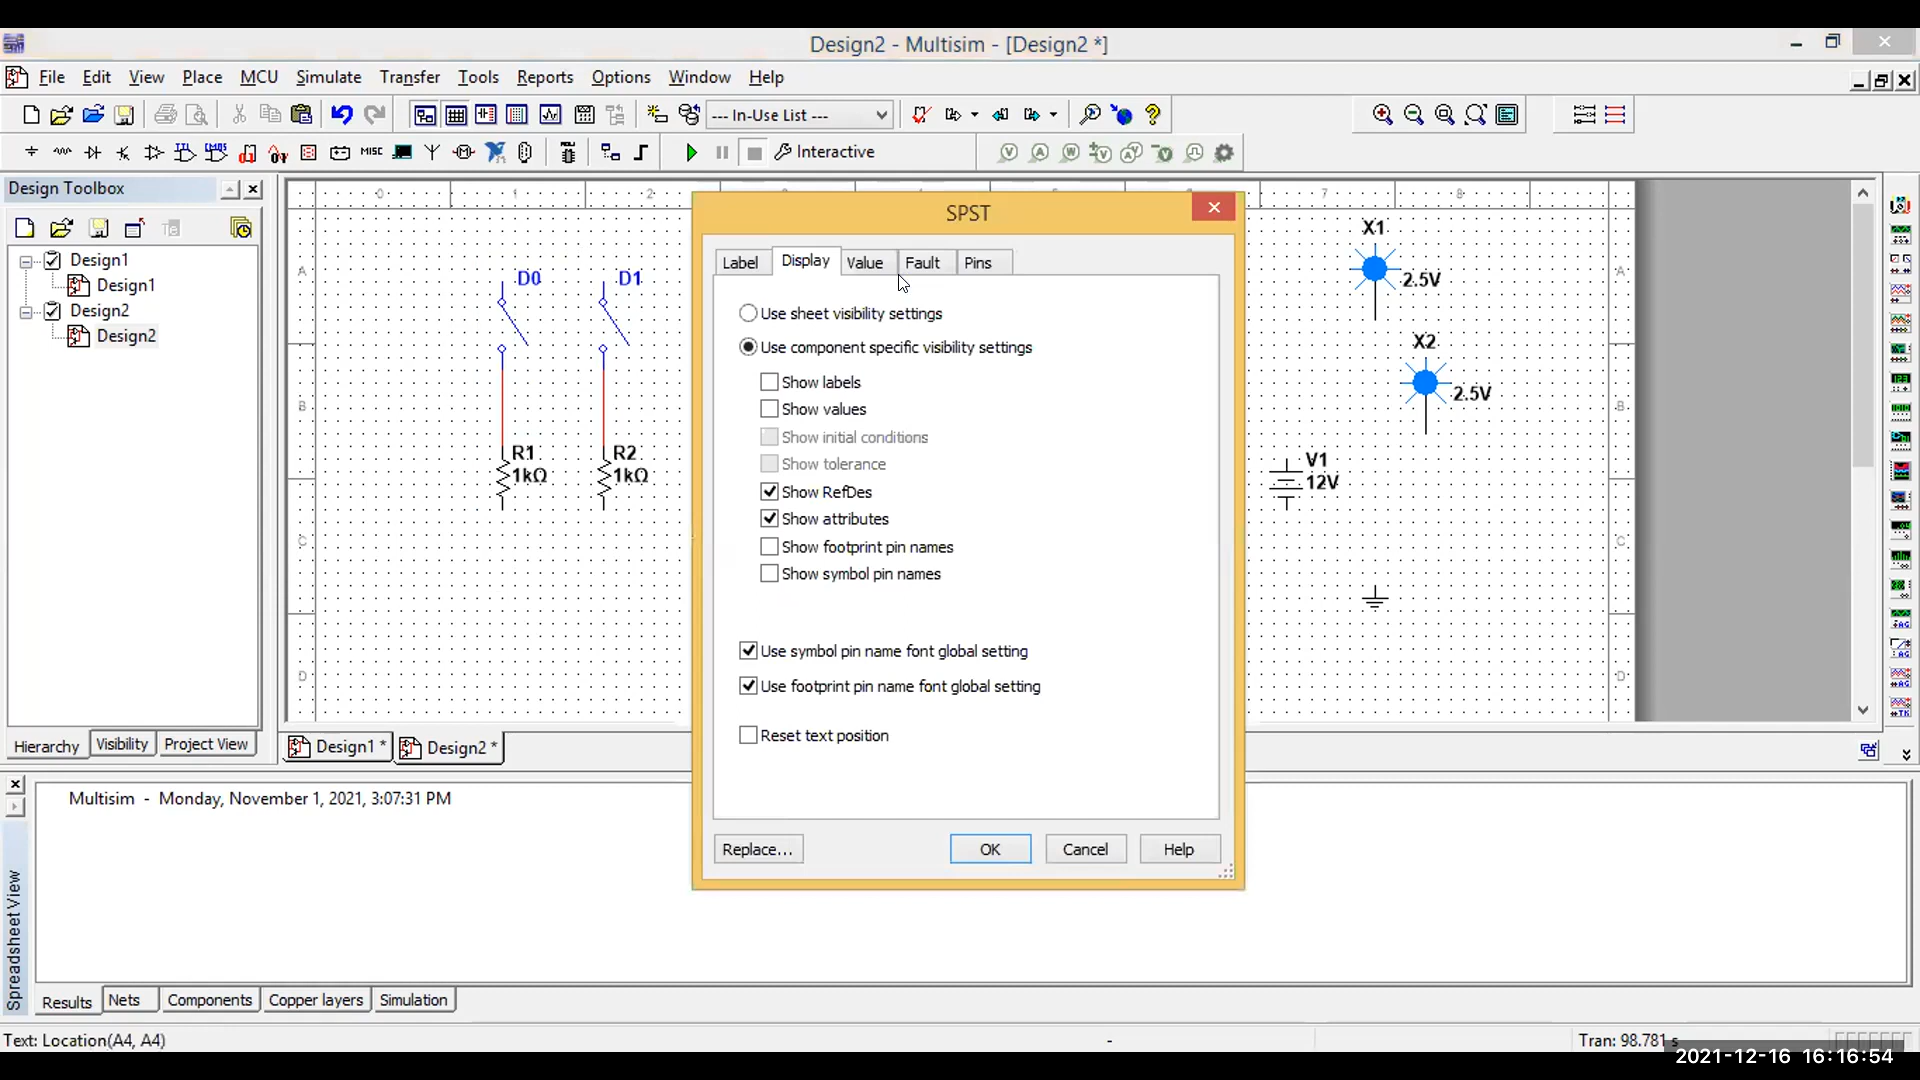 Design2 - Multisim - [Design2 *]
File Edit View Place MCU Simulate Transfer Tools Reports Options Window Help
--- In-Use List ---
MISC Interactive
Design Toolbox
Design1
Design1
Design2
Design2
Hierarchy Visibility Project View
0 1 2 7 8
A
B
C
D
D0 D1
R1
1kΩ
R2
1kΩ
SPST
Label Display Value Fault Pins
Use sheet visibility settings
Use component specific visibility settings
Show labels
Show values
Show initial conditions
Show tolerance
Show RefDes
Show attributes
Show footprint pin names
Show symbol pin names
Use symbol pin name font global setting
Use footprint pin name font global setting
Reset text position
Replace... OK Cancel Help
X1
2.5V
X2
2.5V
V1
12V
A
B
C
D
Design1 * Design2 *
Multisim - Monday, November 1, 2021, 3:07:31 PM
Spreadsheet View
Results Nets Components Copper layers Simulation
Text: Location(A4, A4) - Tran: 98.781 s
2021-12-16 16:16:54